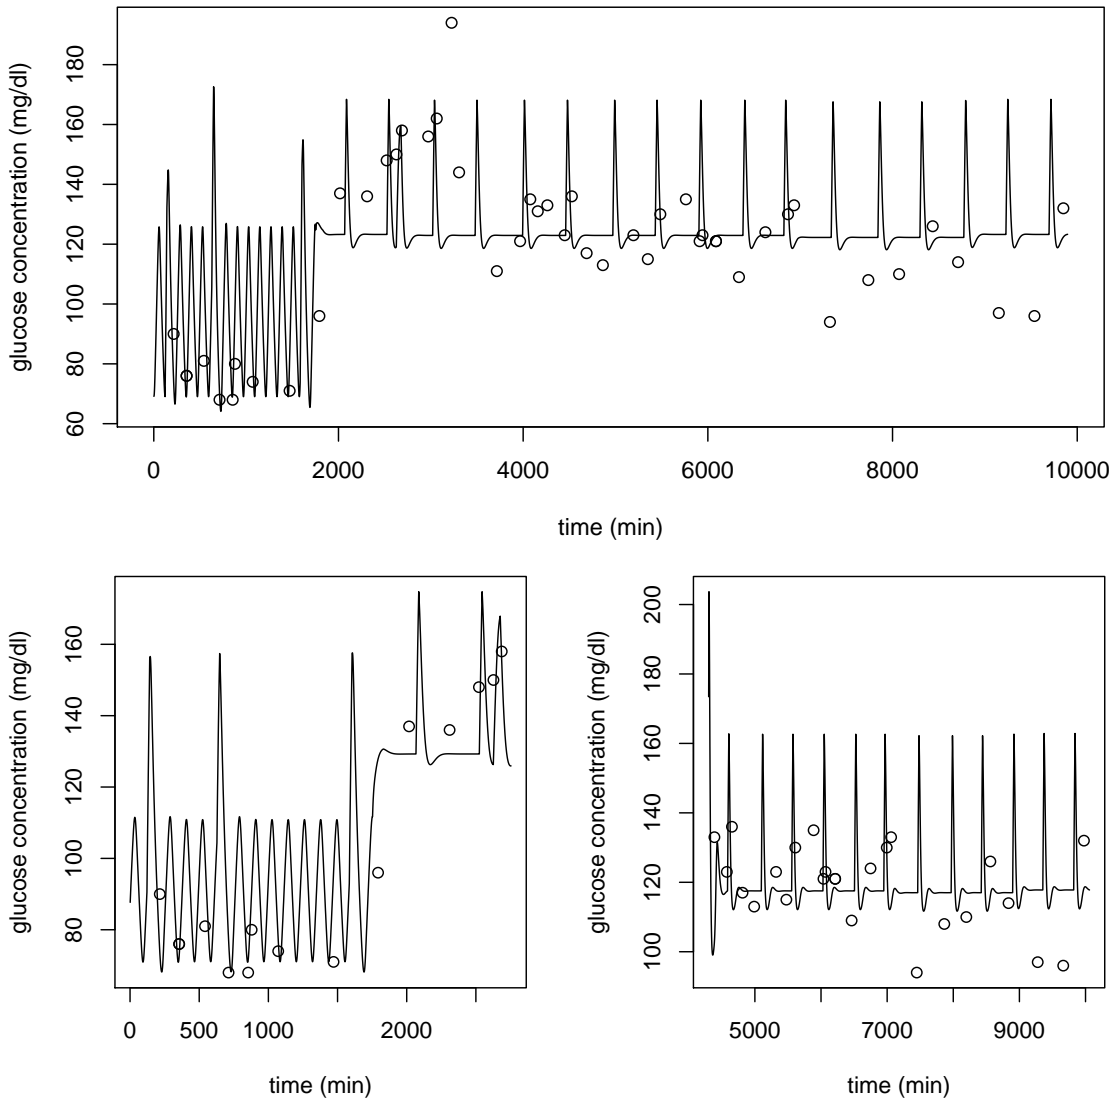 glucose concentration (mg/dl)
180
160
140
120
100
80
60
0 2000 4000 6000 8000 10000
time (min)
glucose concentration (mg/dl)
160
140
120
100
80
0 500 1000 2000
time (min)
glucose concentration (mg/dl)
200
180
160
140
120
100
5000 7000 9000
time (min)